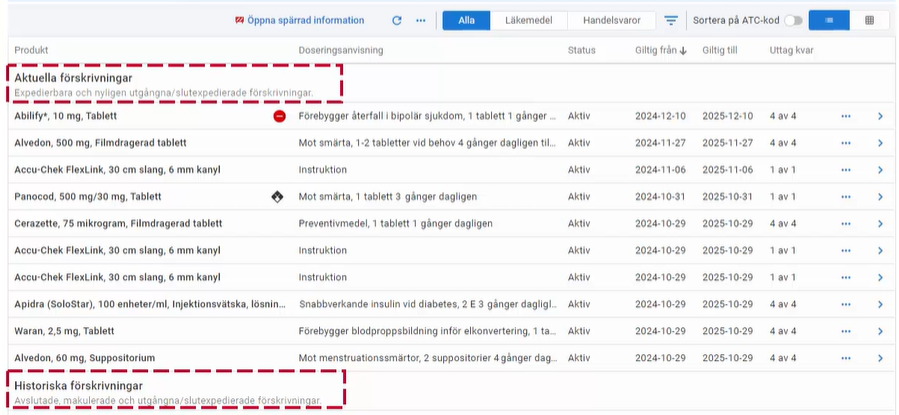 Öppna spärrad information ... Alla Läkemedel Handelsvaror Sortera på ATC-kod
Produkt Doseringsanvisning Status Giltig från Giltig till Uttag kvar
Aktuella förskrivningar
Expedierbara och nyligen utgångna/slutexpedierade förskrivningar.
Abilify*, 10 mg, Tablett Förebygger återfall i bipolär sjukdom, 1 tablett 1 gånger ... Aktiv 2024-12-10 2025-12-10 4 av 4 ...
Alvedon, 500 mg, Filmdragerad tablett Mot smärta, 1-2 tabletter vid behov 4 gånger dagligen til... Aktiv 2024-11-27 2025-11-27 4 av 4 ...
Accu-Chek FlexLink, 30 cm slang, 6 mm kanyl Instruktion Aktiv 2024-11-06 2025-11-06 1 av 1 ...
Panocod, 500 mg/30 mg, Tablett Mot smärta, 1 tablett 3 gånger dagligen Aktiv 2024-10-31 2025-10-31 1 av 1 ...
Cerazette, 75 mikrogram, Filmdragerad tablett Preventivmedel, 1 tablett 1 gånger dagligen Aktiv 2024-10-29 2025-10-29 4 av 4 ...
Accu-Chek FlexLink, 30 cm slang, 6 mm kanyl Instruktion Aktiv 2024-10-29 2025-10-29 1 av 1 ...
Accu-Chek FlexLink, 30 cm slang, 6 mm kanyl Instruktion Aktiv 2024-10-29 2025-10-29 1 av 1 ...
Apidra (SoloStar), 100 enheter/ml, Injektionsvätska, lösnin... Snabbverkande insulin vid diabetes, 2 E 3 gånger dagligl... Aktiv 2024-10-29 2025-10-29 4 av 4 ...
Waran, 2,5 mg, Tablett Förebygger blodproppsbildning inför elkonvertering, 1 ta... Aktiv 2024-10-29 2025-10-29 4 av 4 ...
Alvedon, 60 mg, Suppositorium Mot menstruationssmärtor, 2 suppositorier 4 gånger dag... Aktiv 2024-10-29 2025-10-29 4 av 4 ...
Historiska förskrivningar
Avslutade, makulerade och utgångna/slutexpedierade förskrivningar.